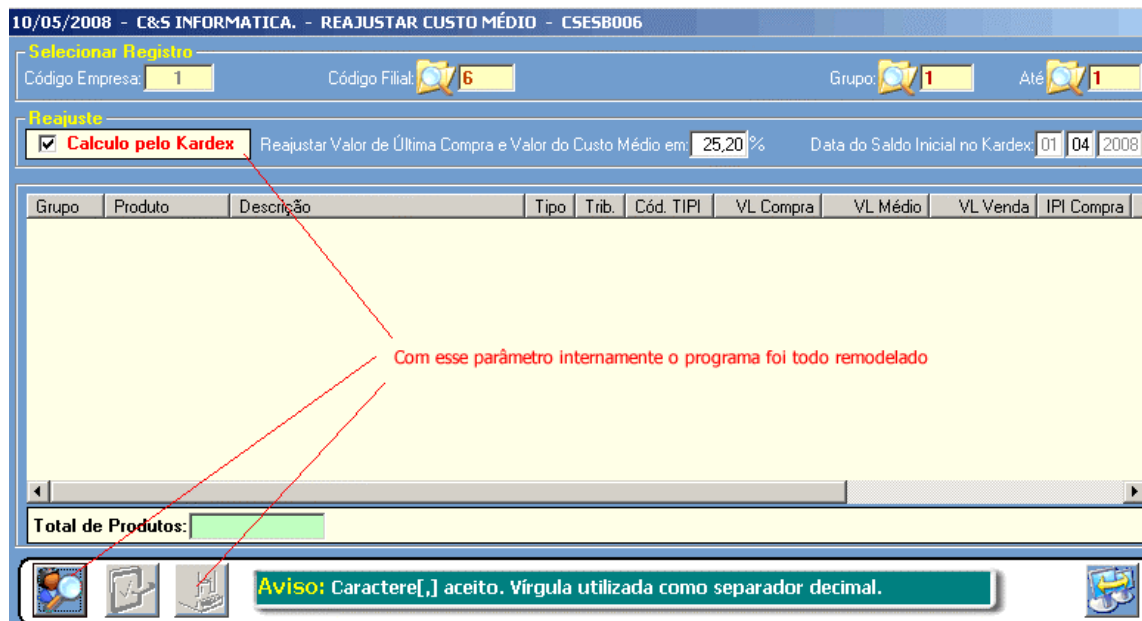 10/05/2008 - C&S INFORMATICA. - REAJUSTAR CUSTO MÉDIO - CSESB006
Selecionar Registro
Código Empresa: 1 Código Filial: 6 Grupo: 1 Até 1
Reajuste
Calculo pelo Kardex Reajustar Valor de Última Compra e Valor do Custo Médio em: 25,20 % Data do Saldo Inicial no Kardex: 01 04 2008
Grupo Produto Descrição Tipo Trib. Cód. TIPI VL Compra VL Médio VL Venda IPI Compra
Com esse parâmetro internamente o programa foi todo remodelado
Total de Produtos:
Aviso: Caractere[,] aceito. Vírgula utilizada como separador decimal.